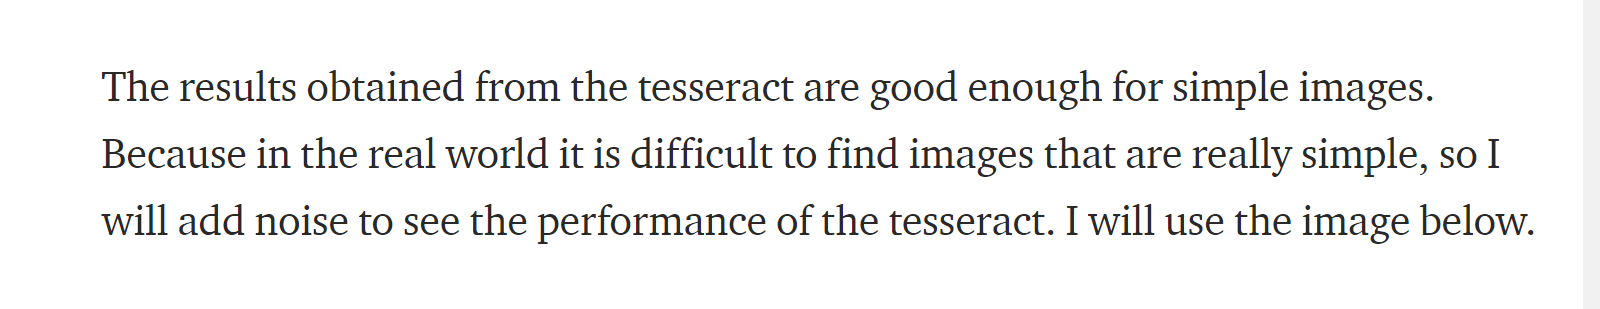 The results obtained from the tesseract are good enough for simple images.
Because in the real world it is difficult to find images that are really simple, so I
will add noise to see the performance of the tesseract. I will use the image below.